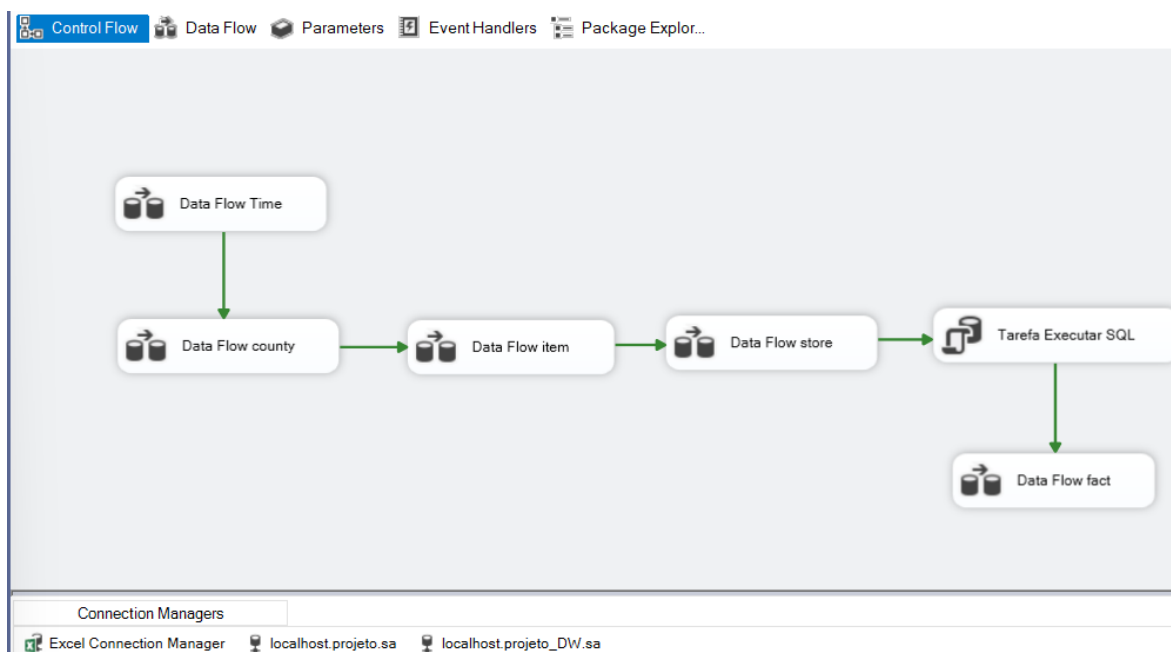 Control Flow Data Flow Parameters Event Handlers Package Explor...
Data Flow Time
Data Flow county
Data Flow item
Data Flow store
Tarefa Executar SQL
Data Flow fact
Connection Managers
Excel Connection Manager localhost.projeto.sa localhost.projeto_DW.sa